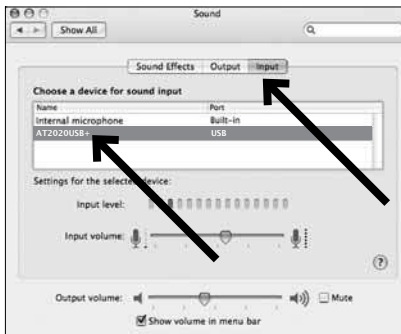 Sound
Show All
Sound Effects Output Input
Choose a device for sound input
Name Port
Internal microphone Built-in
AT2020USB+ USB
Settings for the selected device:
Input level:
Input volume:
?
Output volume: Mute
Show volume in menu bar